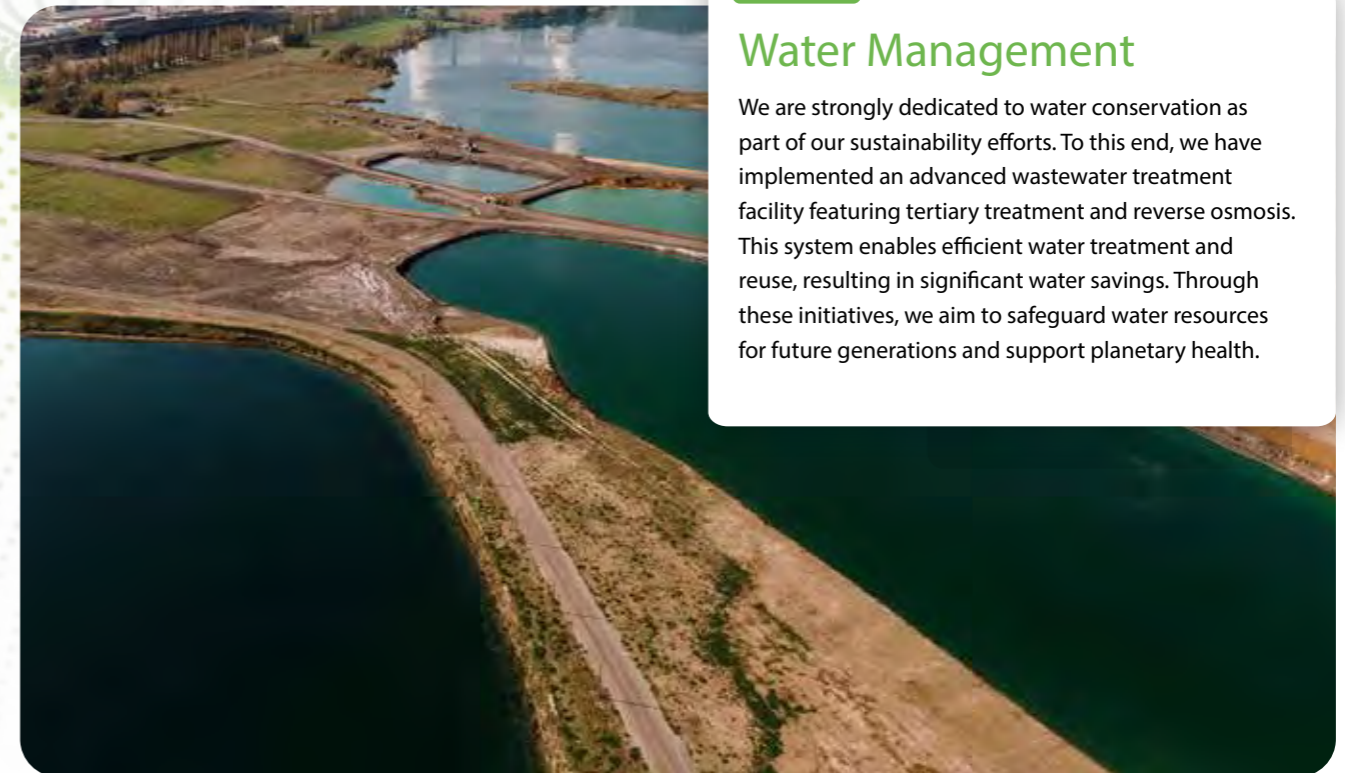 Water Management
We are strongly dedicated to water conservation as
part of our sustainability efforts. To this end, we have
implemented an advanced wastewater treatment
facility featuring tertiary treatment and reverse osmosis.
This system enables efficient water treatment and
reuse, resulting in significant water savings. Through
these initiatives, we aim to safeguard water resources
for future generations and support planetary health.